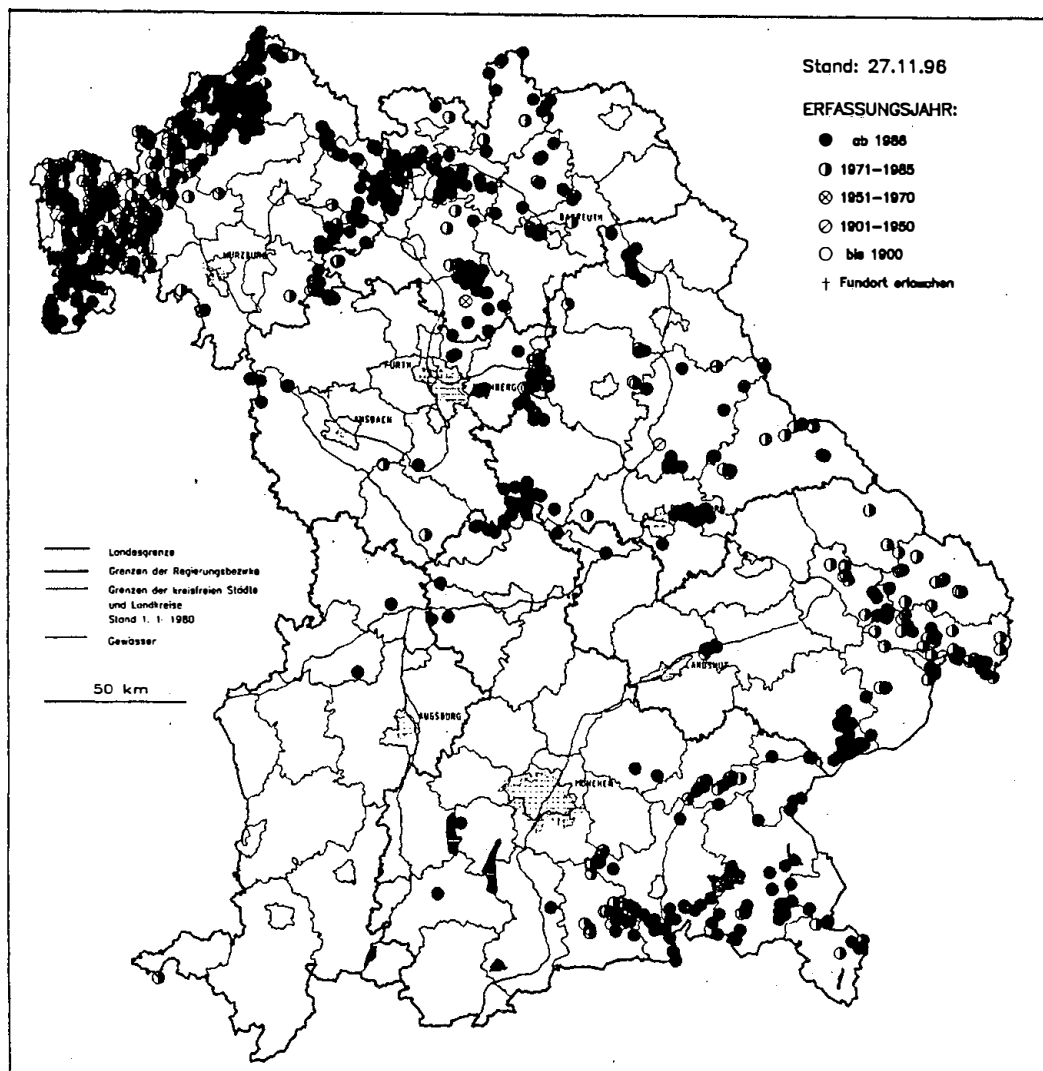 Stand: 27.11.96
ERFASSUNGSJAHR:
ab 1986
1971–1985
1951–1970
1901–1950
bis 1900
† Fundort erloschen
BAYREUTH
WÜRZBURG
FÜRTH
ANSBACH
Landesgrenze
Grenzen der Regierungsbezirke
Grenzen der kreisfreien Städte
und Landkreise
Stand 1. 1. 1980
Gewässer
50 km
LANDSHUT
AUGSBURG
MÜNCHEN